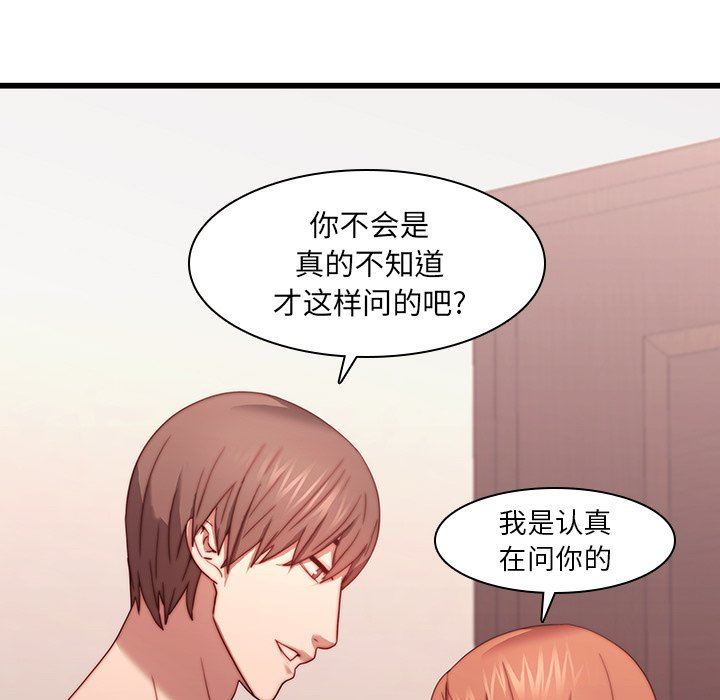 你不会是
真的不知道
才这样问的吧?
我是认真
在问你的